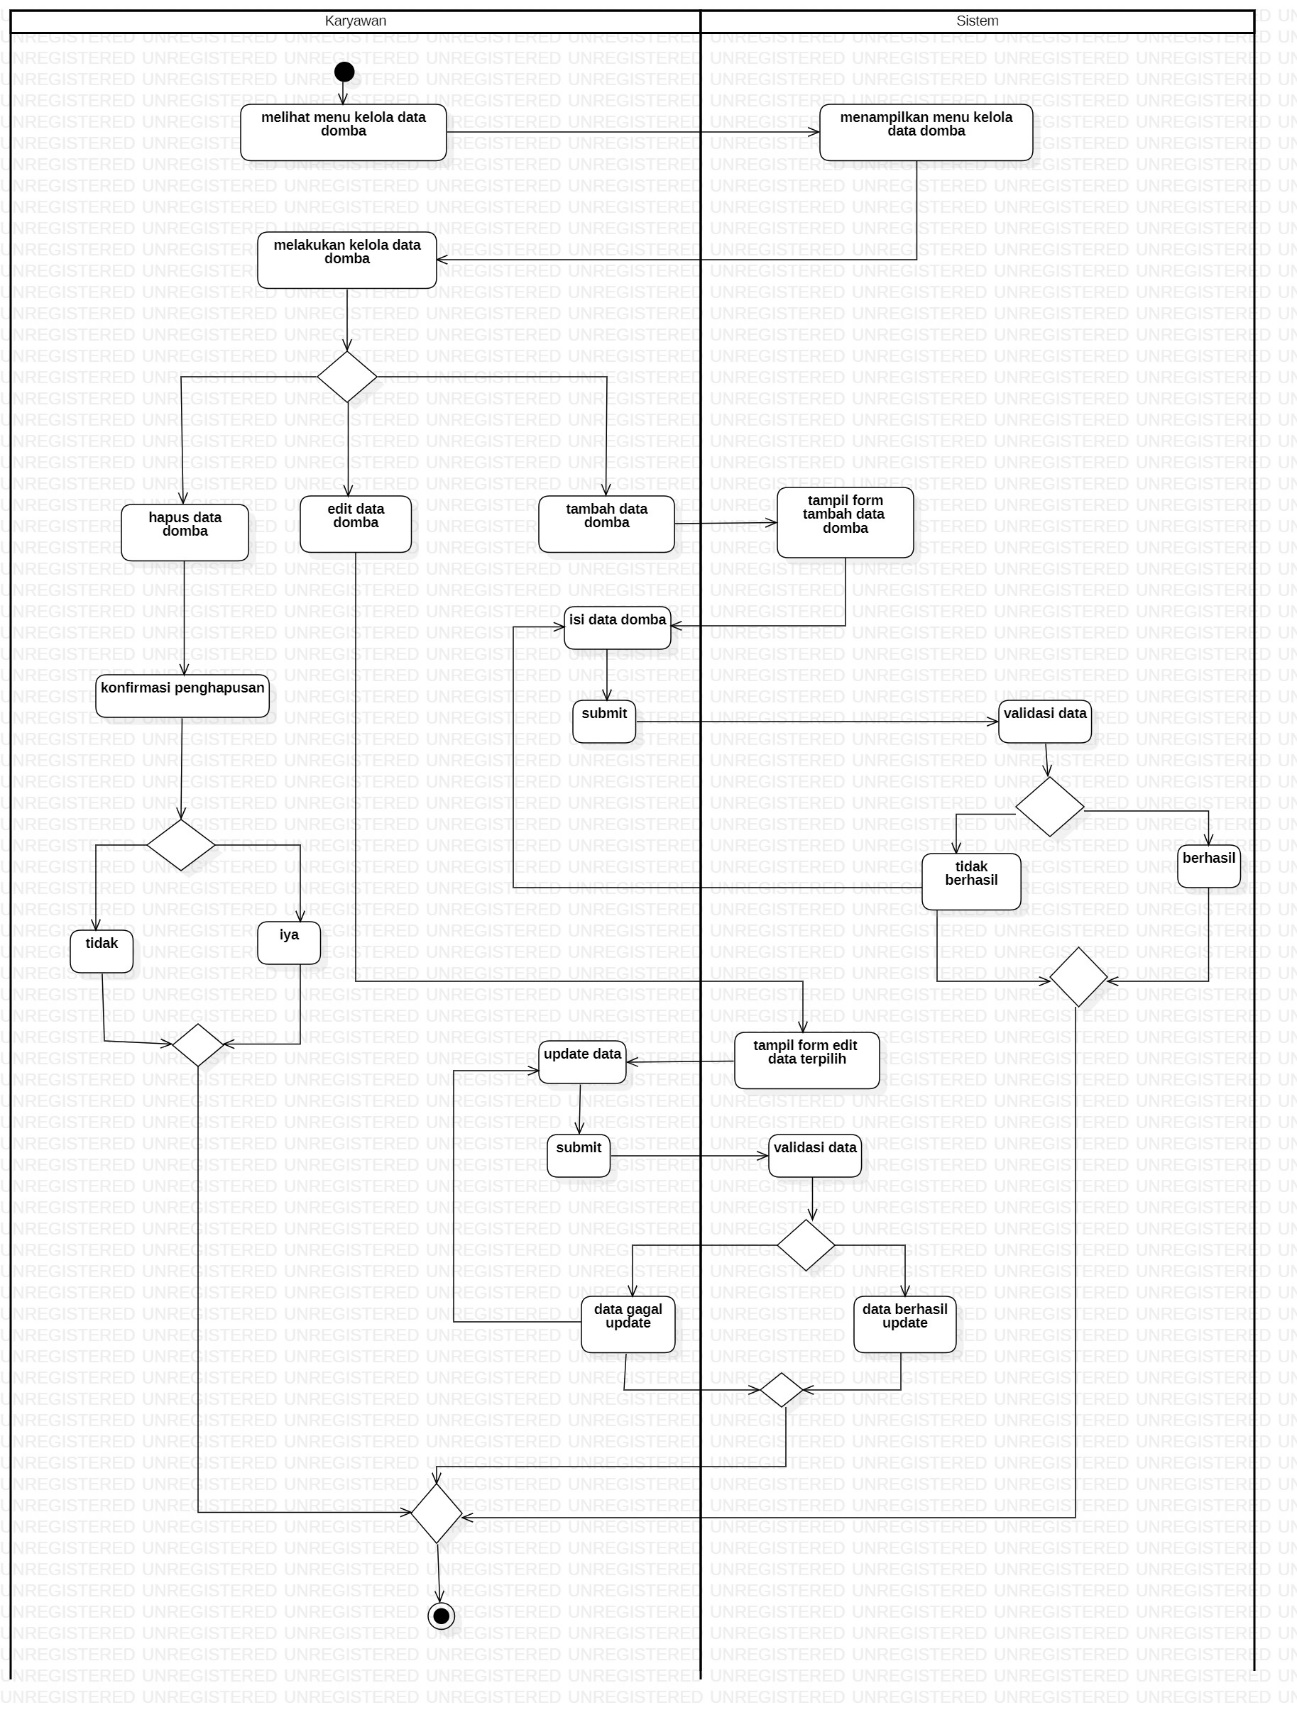 Karyawan
Sistem
melihat menu kelola data
domba
menampilkan menu kelola
data domba
melakukan kelola data
domba
hapus data
domba
edit data
domba
tambah data
domba
tampil form
tambah data
domba
isi data domba
konfirmasi penghapusan
submit
validasi data
tidak
berhasil
berhasil
tidak
iya
update data
tampil form edit
data terpilih
submit
validasi data
data gagal
update
data berhasil
update
UNREGISTERED